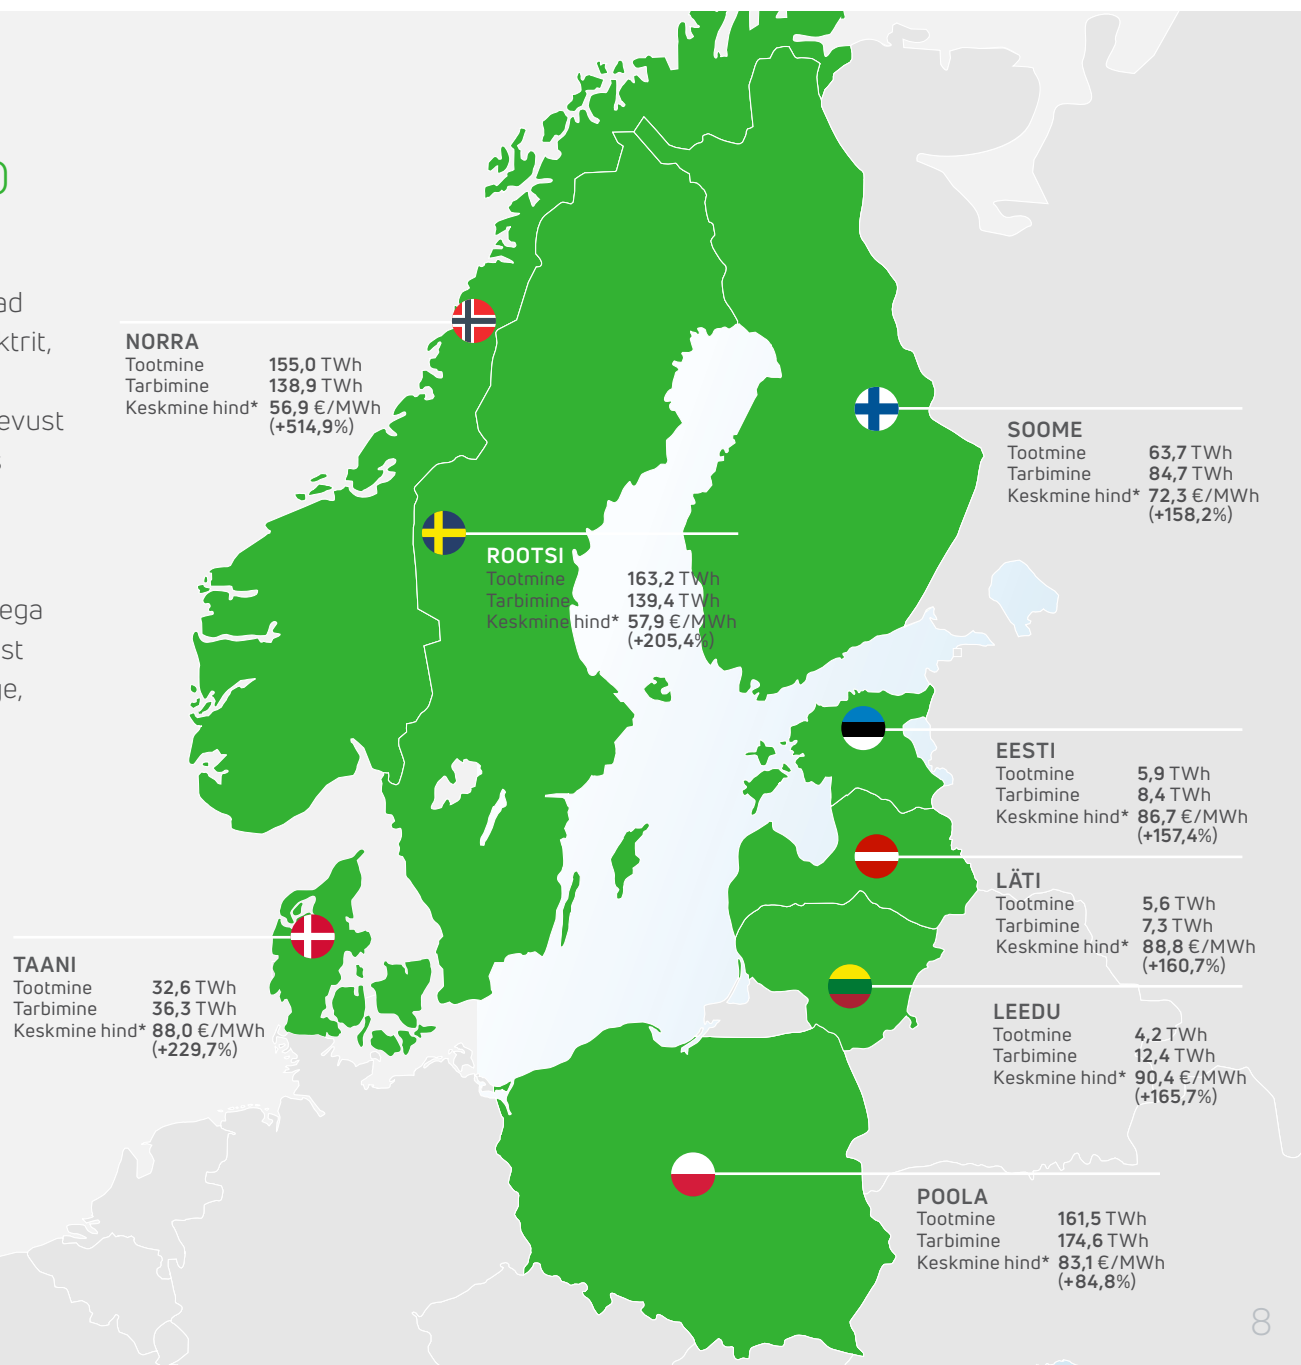 ad
ktrit,
evust
ega
st
ge,
NORRA
Tootmine 155,0 TWh
Tarbimine 138,9 TWh
Keskmine hind* 56,9 €/MWh
(+514,9%)
SOOME
Tootmine 63,7 TWh
Tarbimine 84,7 TWh
Keskmine hind* 72,3 €/MWh
(+158,2%)
ROOTSI
Tootmine 163,2 TWh
Tarbimine 139,4 TWh
Keskmine hind* 57,9 €/MWh
(+205,4%)
EESTI
Tootmine 5,9 TWh
Tarbimine 8,4 TWh
Keskmine hind* 86,7 €/MWh
(+157,4%)
LÄTI
Tootmine 5,6 TWh
Tarbimine 7,3 TWh
Keskmine hind* 88,8 €/MWh
(+160,7%)
TAANI
Tootmine 32,6 TWh
Tarbimine 36,3 TWh
Keskmine hind* 88,0 €/MWh
(+229,7%)
LEEDU
Tootmine 4,2 TWh
Tarbimine 12,4 TWh
Keskmine hind* 90,4 €/MWh
(+165,7%)
POOLA
Tootmine 161,5 TWh
Tarbimine 174,6 TWh
Keskmine hind* 83,1 €/MWh
(+84,8%)
8